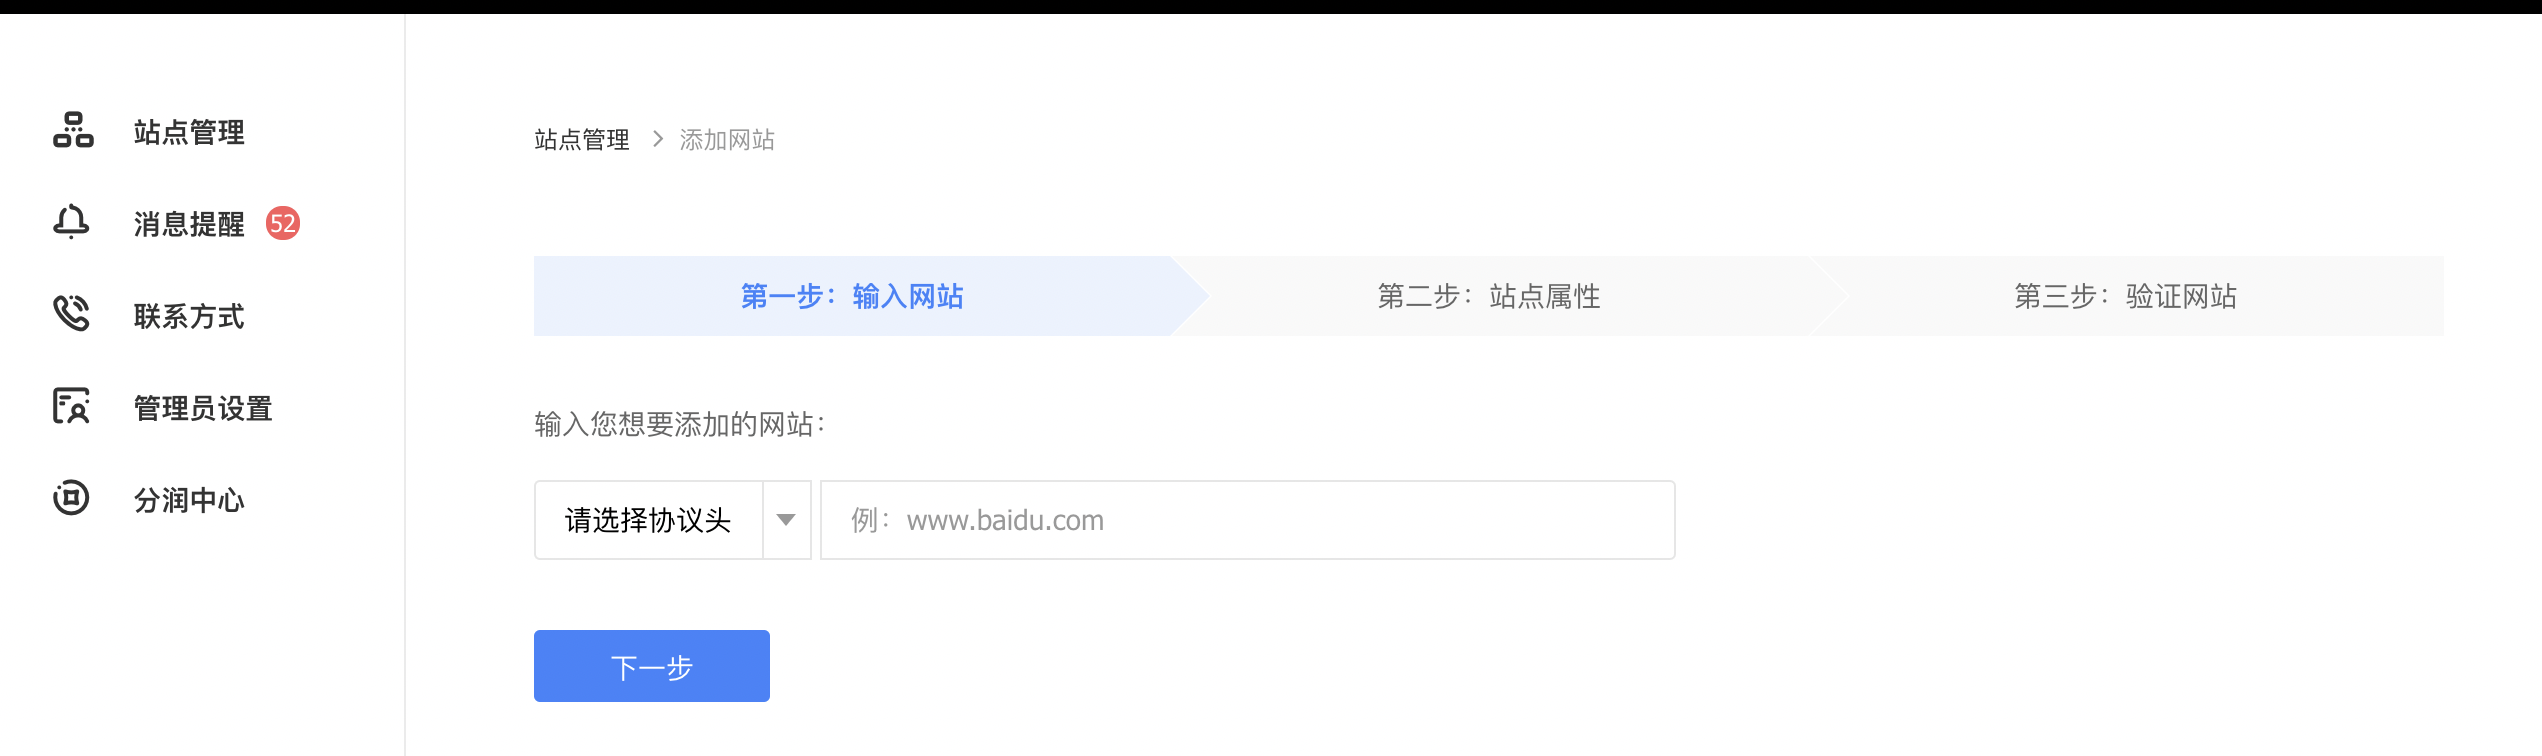 站点管理
消息提醒 52
联系方式
管理员设置
分润中心
站点管理 > 添加网站
第一步：输入网站
第二步：站点属性
第三步：验证网站
输入您想要添加的网站：
请选择协议头
例：www.baidu.com
下一步